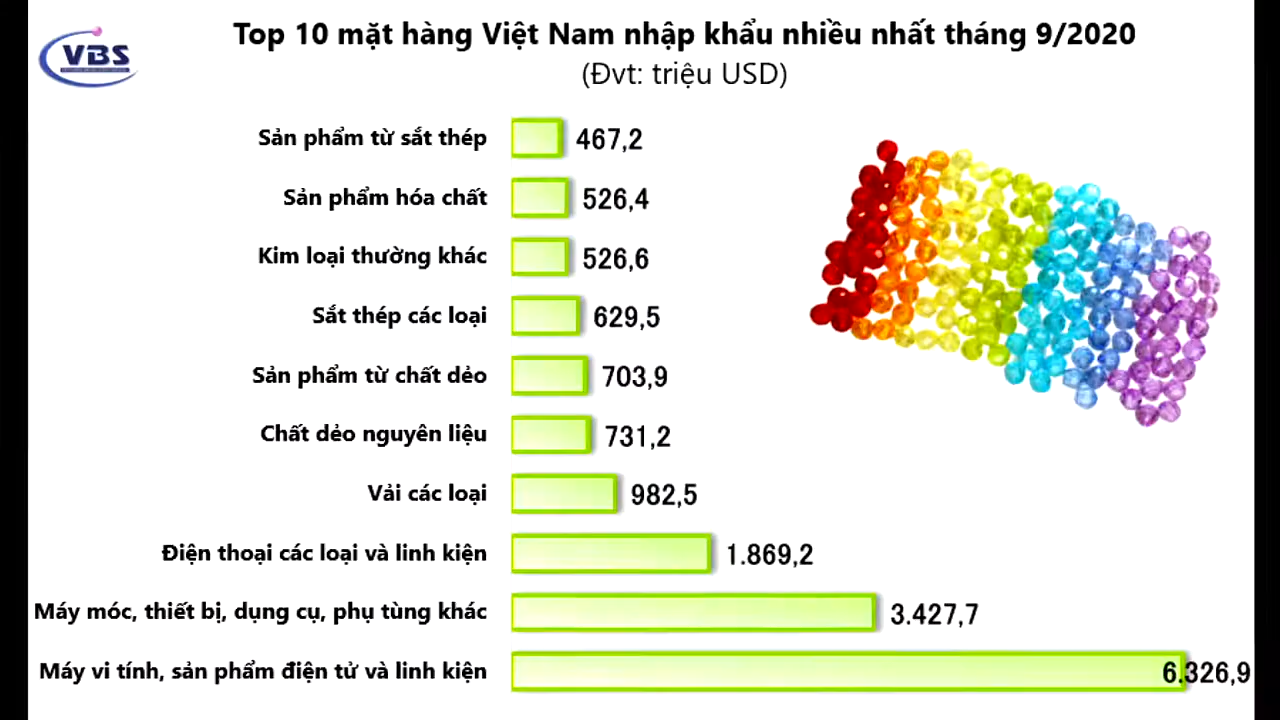 VBS
Top 10 mặt hàng Việt Nam nhập khẩu nhiều nhất tháng 9/2020
(Đvt: triệu USD)
Sản phẩm từ sắt thép 467,2
Sản phẩm hóa chất 526,4
Kim loại thường khác 526,6
Sắt thép các loại 629,5
Sản phẩm từ chất dẻo 703,9
Chất dẻo nguyên liệu 731,2
Vải các loại 982,5
Điện thoại các loại và linh kiện 1.869,2
Máy móc, thiết bị, dụng cụ, phụ tùng khác 3.427,7
Máy vi tính, sản phẩm điện tử và linh kiện 6.326,9